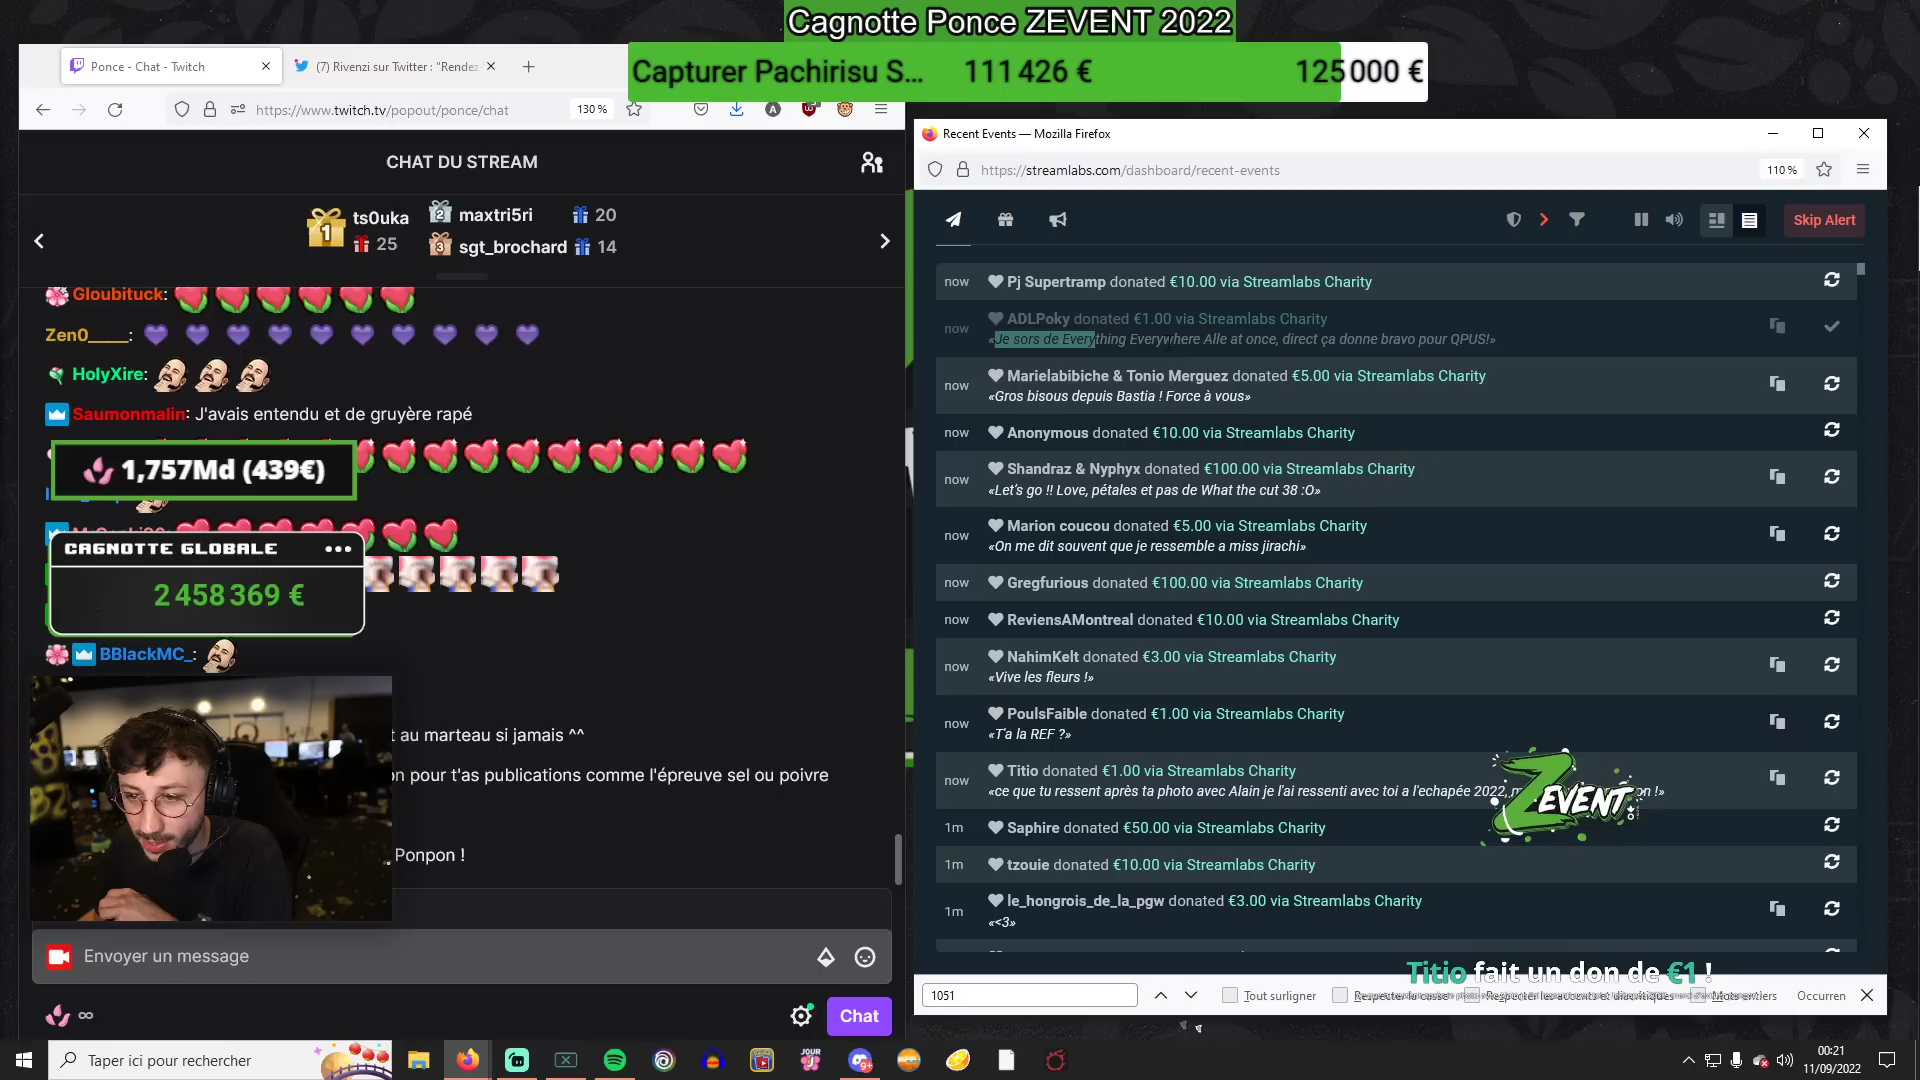 Cagnotte Ponce ZEVENT 2022
Capturer Pachirisu S... 111 426 € 125 000 €
Ponce - Chat - Twitch
(7) Rivenzi sur Twitter : "Rendez
https://www.twitch.tv/popout/ponce/chat
130 %
CHAT DU STREAM
1 ts0uka 25
2 maxtri5ri 20
3 sgt_brochard 14
Gloubituck:
Zen0____:
HolyXire:
Saumonmalin: J'avais entendu et de gruyère rapé
1,757Md (439€)
CAGNOTTE GLOBALE
2 458 369 €
BBlackMC_:
t au marteau si jamais ^^
on pour t'as publications comme l'épreuve sel ou poivre
Ponpon !
Envoyer un message
∞
Chat
Recent Events — Mozilla Firefox
https://streamlabs.com/dashboard/recent-events
110 %
Skip Alert
now Pj Supertramp donated €10.00 via Streamlabs Charity
now ADLPoky donated €1.00 via Streamlabs Charity
«Je sors de Everything Everywhere Alle at once, direct ça donne bravo pour QPUS!»
now Marielabibiche & Tonio Merguez donated €5.00 via Streamlabs Charity
«Gros bisous depuis Bastia ! Force à vous»
now Anonymous donated €10.00 via Streamlabs Charity
now Shandraz & Nyphyx donated €100.00 via Streamlabs Charity
«Let's go !! Love, pétales et pas de What the cut 38 :O»
now Marion coucou donated €5.00 via Streamlabs Charity
«On me dit souvent que je ressemble a miss jirachi»
now Gregfurious donated €100.00 via Streamlabs Charity
now ReviensAMontreal donated €10.00 via Streamlabs Charity
now NahimKelt donated €3.00 via Streamlabs Charity
«Vive les fleurs !»
now PoulsFaible donated €1.00 via Streamlabs Charity
«T'a la REF ?»
now Titio donated €1.00 via Streamlabs Charity
«ce que tu ressent après ta photo avec Alain je l'ai ressenti avec toi a l'echapée 2022, on !»
ZEVENT
1m Saphire donated €50.00 via Streamlabs Charity
1m tzouie donated €10.00 via Streamlabs Charity
1m le_hongrois_de_la_pgw donated €3.00 via Streamlabs Charity
«<3»
Titio fait un don de €1 !
1051
Tout surligner
Respecter la casse
Respecter les accents et diacritiques
Mots entiers
Occurren
Taper ici pour rechercher
JOUR
9+
00:21
11/09/2022